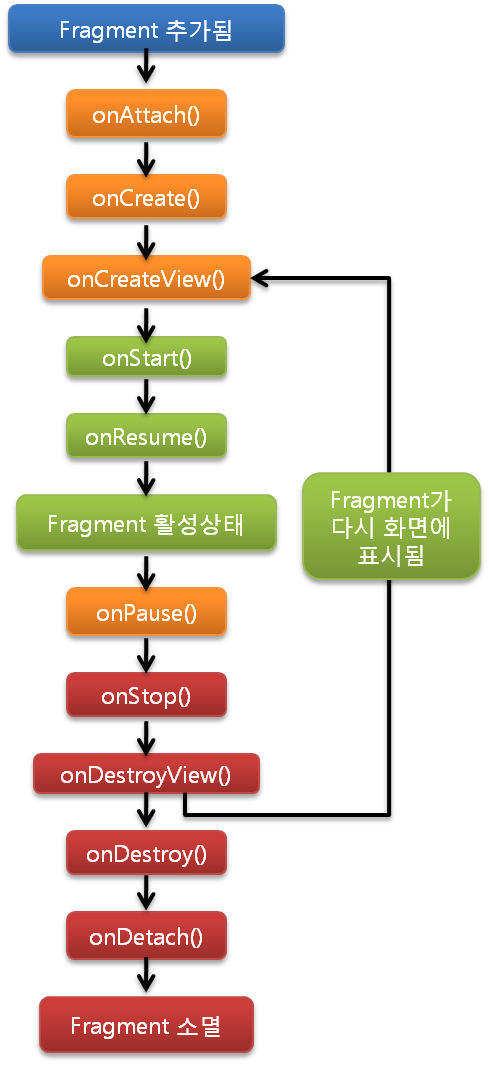 Fragment 추가됨
onAttach()
onCreate()
onCreateView()
onStart()
onResume()
Fragment 활성상태
Fragment가
다시 화면에
표시됨
onPause()
onStop()
onDestroyView()
onDestroy()
onDetach()
Fragment 소멸